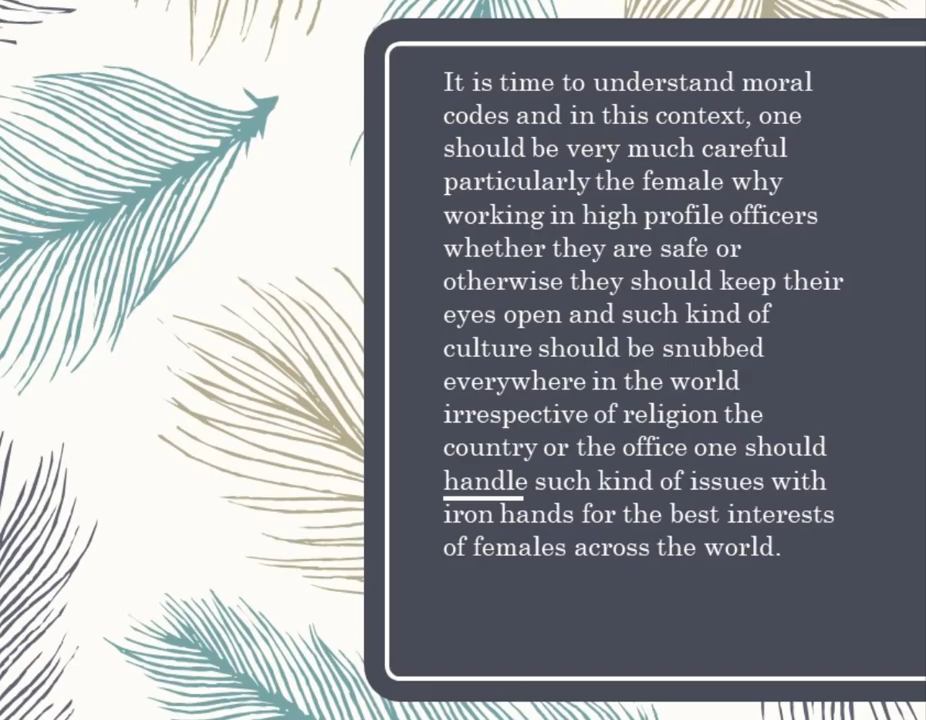 It is time to understand moral
codes and in this context, one
should be very much careful
particularly the female why
working in high profile officers
whether they are safe or
otherwise they should keep their
eyes open and such kind of
culture should be snubbed
everywhere in the world
irrespective of religion the
country or the office one should
handle such kind of issues with
iron hands for the best interests
of females across the world.